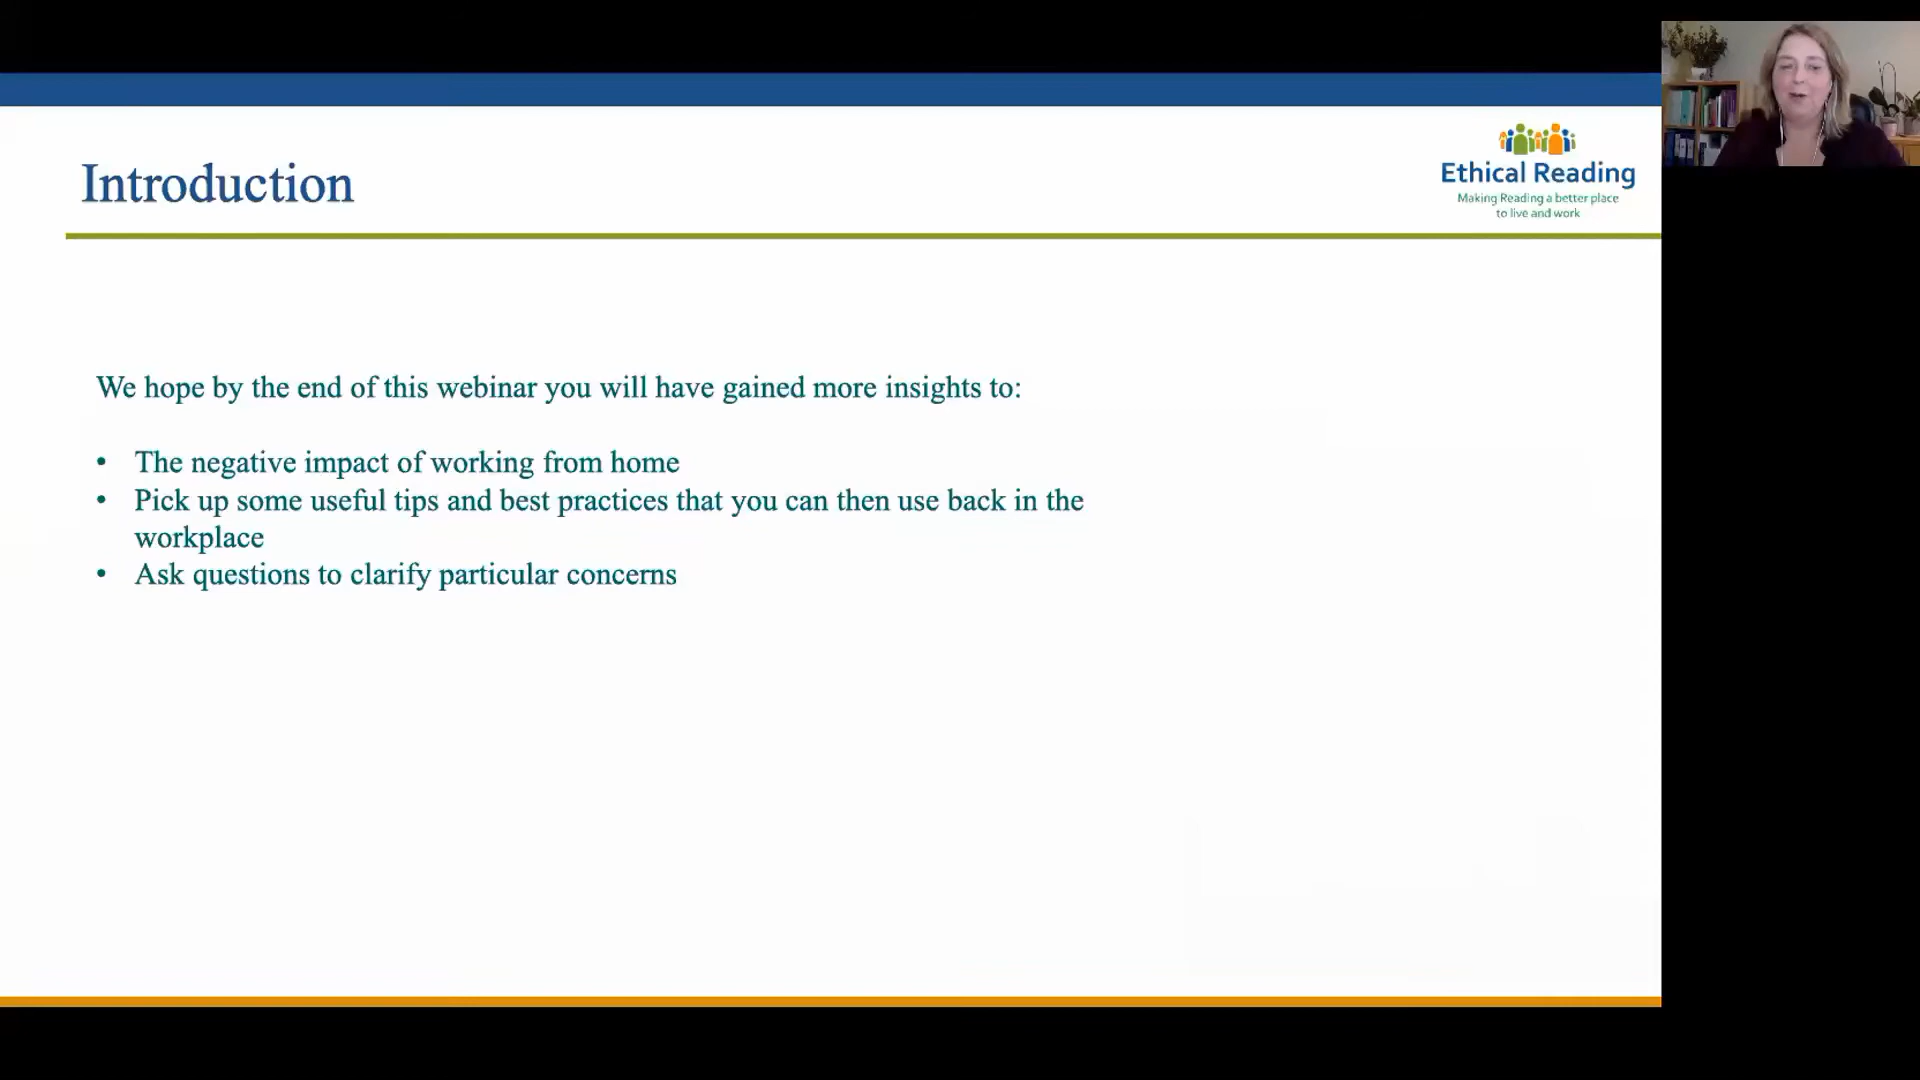 Introduction
Ethical Reading
Making Reading a better place
to live and work
We hope by the end of this webinar you will have gained more insights to:
• The negative impact of working from home
• Pick up some useful tips and best practices that you can then use back in the
workplace
• Ask questions to clarify particular concerns